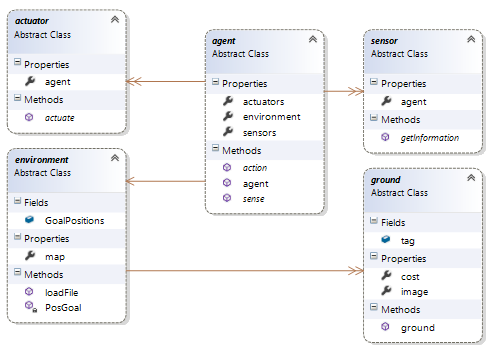 actuator
Abstract Class
Properties
agent
Methods
actuate
agent
Abstract Class
Properties
actuators
environment
sensors
Methods
action
agent
sense
sensor
Abstract Class
Properties
agent
Methods
getInformation
environment
Abstract Class
Fields
GoalPositions
Properties
map
Methods
loadFile
PosGoal
ground
Abstract Class
Fields
tag
Properties
cost
image
Methods
ground